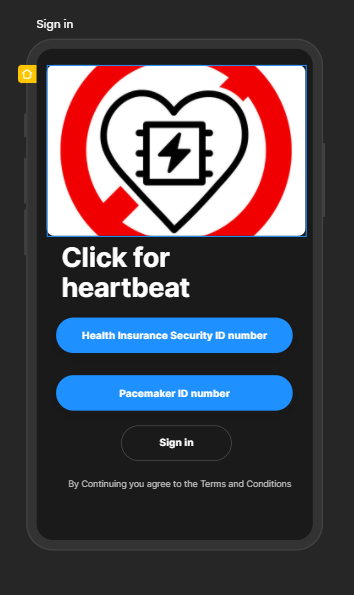 Sign in
Click for
heartbeat
Health Insurance Security ID number
Pacemaker ID number
Sign in
By Continuing you agree to the Terms and Conditions